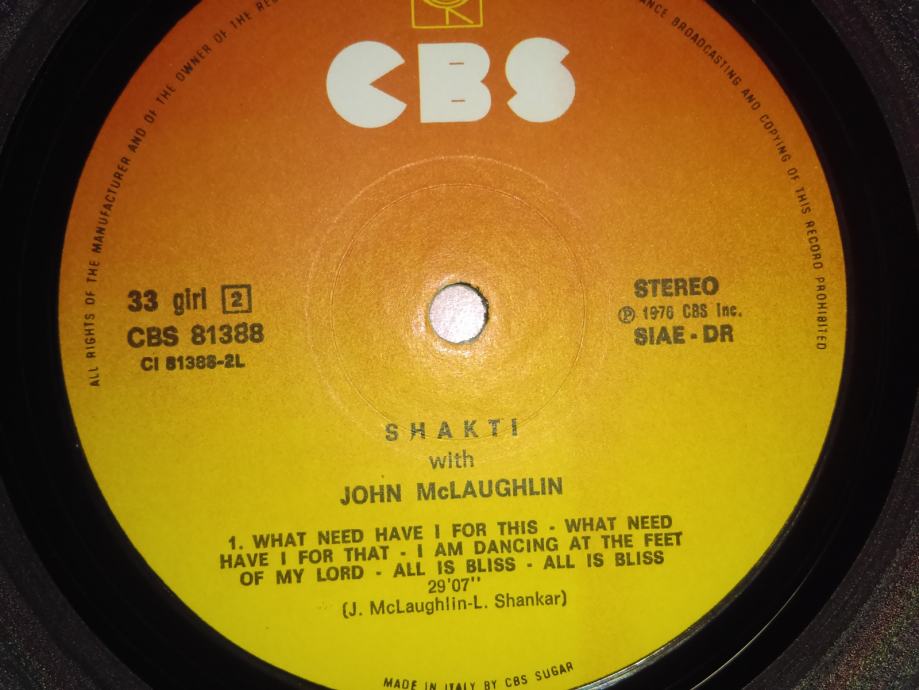 ALL RIGHTS OF THE MANUFACTURER AND OF THE OWNER OF THE
ANCE BROADCASTING AND COPYING OF THIS RECORD PROHIBITED
CBS
33 giri 2
CBS 81388
CI 81388-2L
STEREO
℗ 1976 CBS Inc.
SIAE - DR
SHAKTI
with
JOHN McLAUGHLIN
1. WHAT NEED HAVE I FOR THIS - WHAT NEED
HAVE I FOR THAT - I AM DANCING AT THE FEET
OF MY LORD - ALL IS BLISS - ALL IS BLISS
29'07"
(J. McLaughlin-L. Shankar)
MADE IN ITALY BY CBS SUGAR